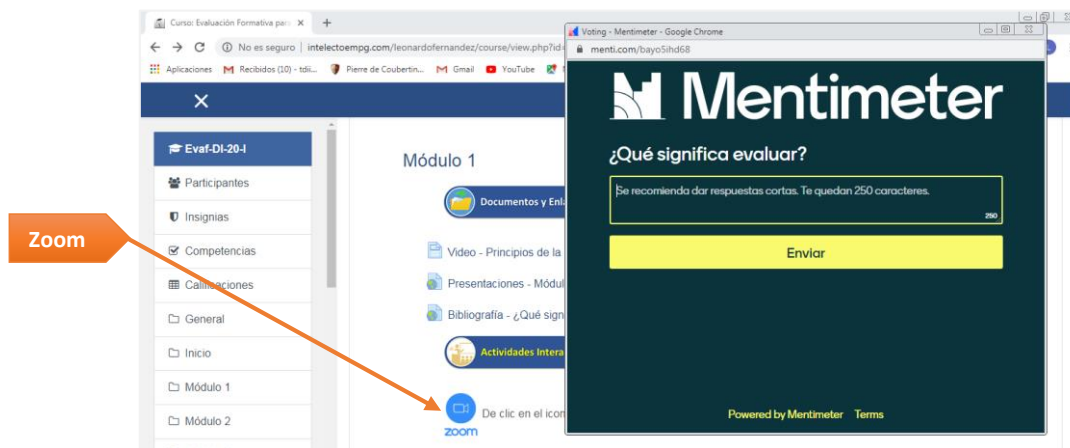 Curso: Evaluación Formativa par
Voting - Mentimeter - Google Chrome
No es seguro | intelectoempg.com/leonardofernandez/course/view.php?id
menti.com/bayo5ihd68
Aplicaciones
Recibidos (10) - tdii...
Pierre de Coubertin...
Gmail
YouTube
Mentimeter
Evaf-DI-20-I
Participantes
Insignias
Competencias
Calificaciones
General
Inicio
Módulo 1
Módulo 2
Zoom
Módulo 1
Documentos y Enl
Video - Principios de la
Presentaciones - Módul
Bibliografía - ¿Qué sign
Actividades Intera
zoom
De clic en el icon
¿Qué significa evaluar?
Se recomienda dar respuestas cortas. Te quedan 250 caracteres.
250
Enviar
Powered by Mentimeter Terms